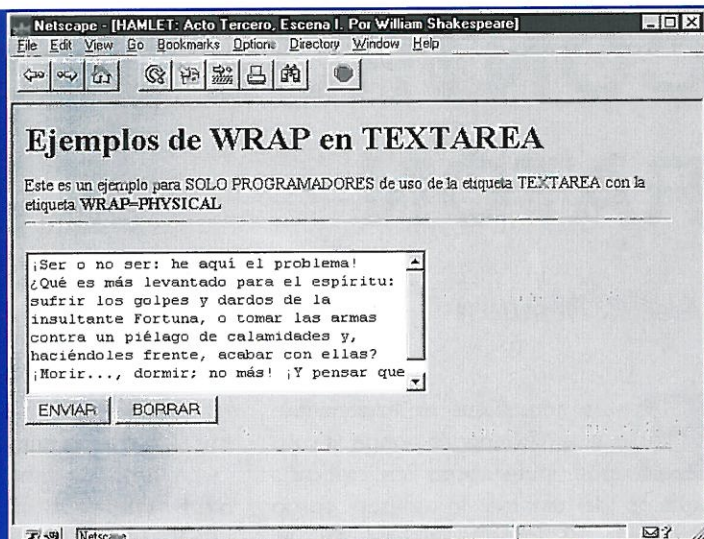 Netscape - [HAMLET: Acto Tercero, Escena I. Por William Shakespeare]
File Edit View Go Bookmarks Options Directory Window Help
Ejemplos de WRAP en TEXTAREA
Este es un ejemplo para SOLO PROGRAMADORES de uso de la etiqueta TEXTAREA con la
etiqueta WRAP=PHYSICAL
¡Ser o no ser: he aquí el problema!
¿Qué es más levantado para el espíritu:
sufrir los golpes y dardos de la
insultante Fortuna, o tomar las armas
contra un piélago de calamidades y,
haciéndoles frente, acabar con ellas?
¡Morir..., dormir; no más! ¡Y pensar que
ENVIAR BORRAR
Netscape